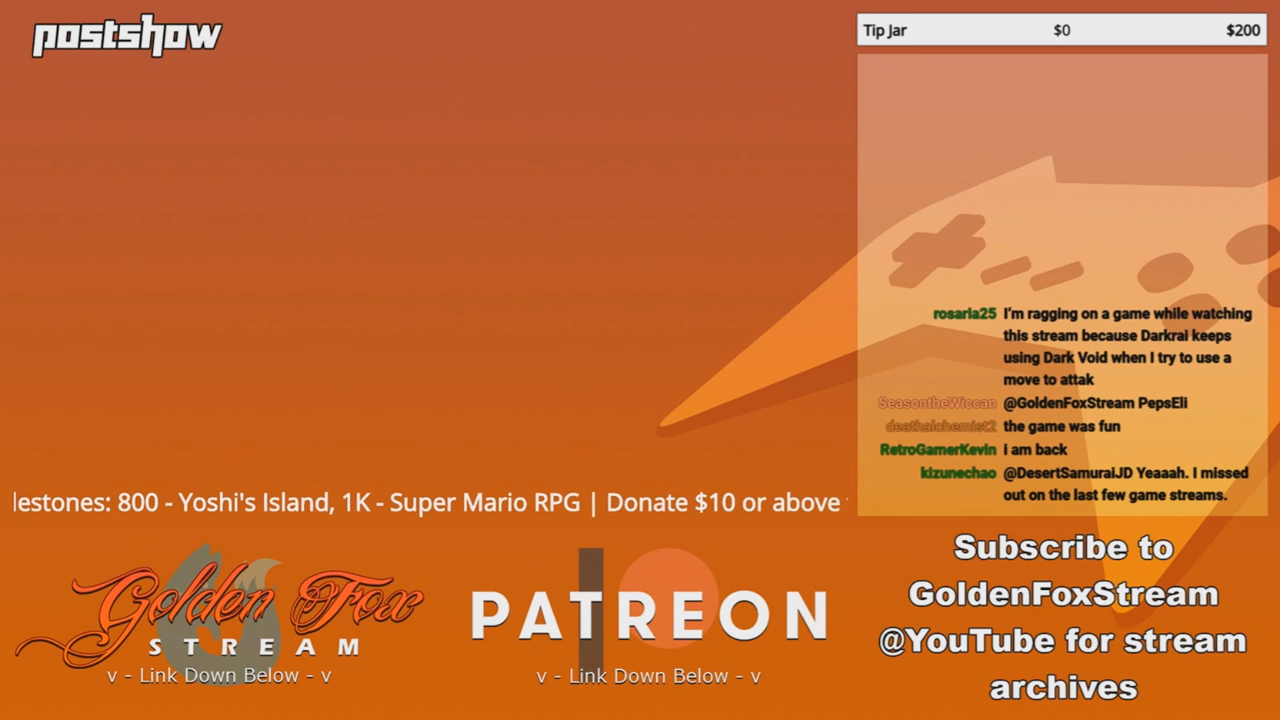 postshow
Tip Jar $0 $200
rosaria25 I'm ragging on a game while watching
this stream because Darkrai keeps
using Dark Void when I try to use a
move to attak
SeasontheWiccan @GoldenFoxStream PepsEli
deathalchemist2 the game was fun
RetroGamerKevin i am back
kizunechao @DesertSamuraiJD Yeaaah. I missed
out on the last few game streams.
lestones: 800 - Yoshi's Island, 1K - Super Mario RPG | Donate $10 or above
Golden Fox
STREAM
v - Link Down Below - v
PATREON
v - Link Down Below - v
Subscribe to
GoldenFoxStream
@YouTube for stream
archives